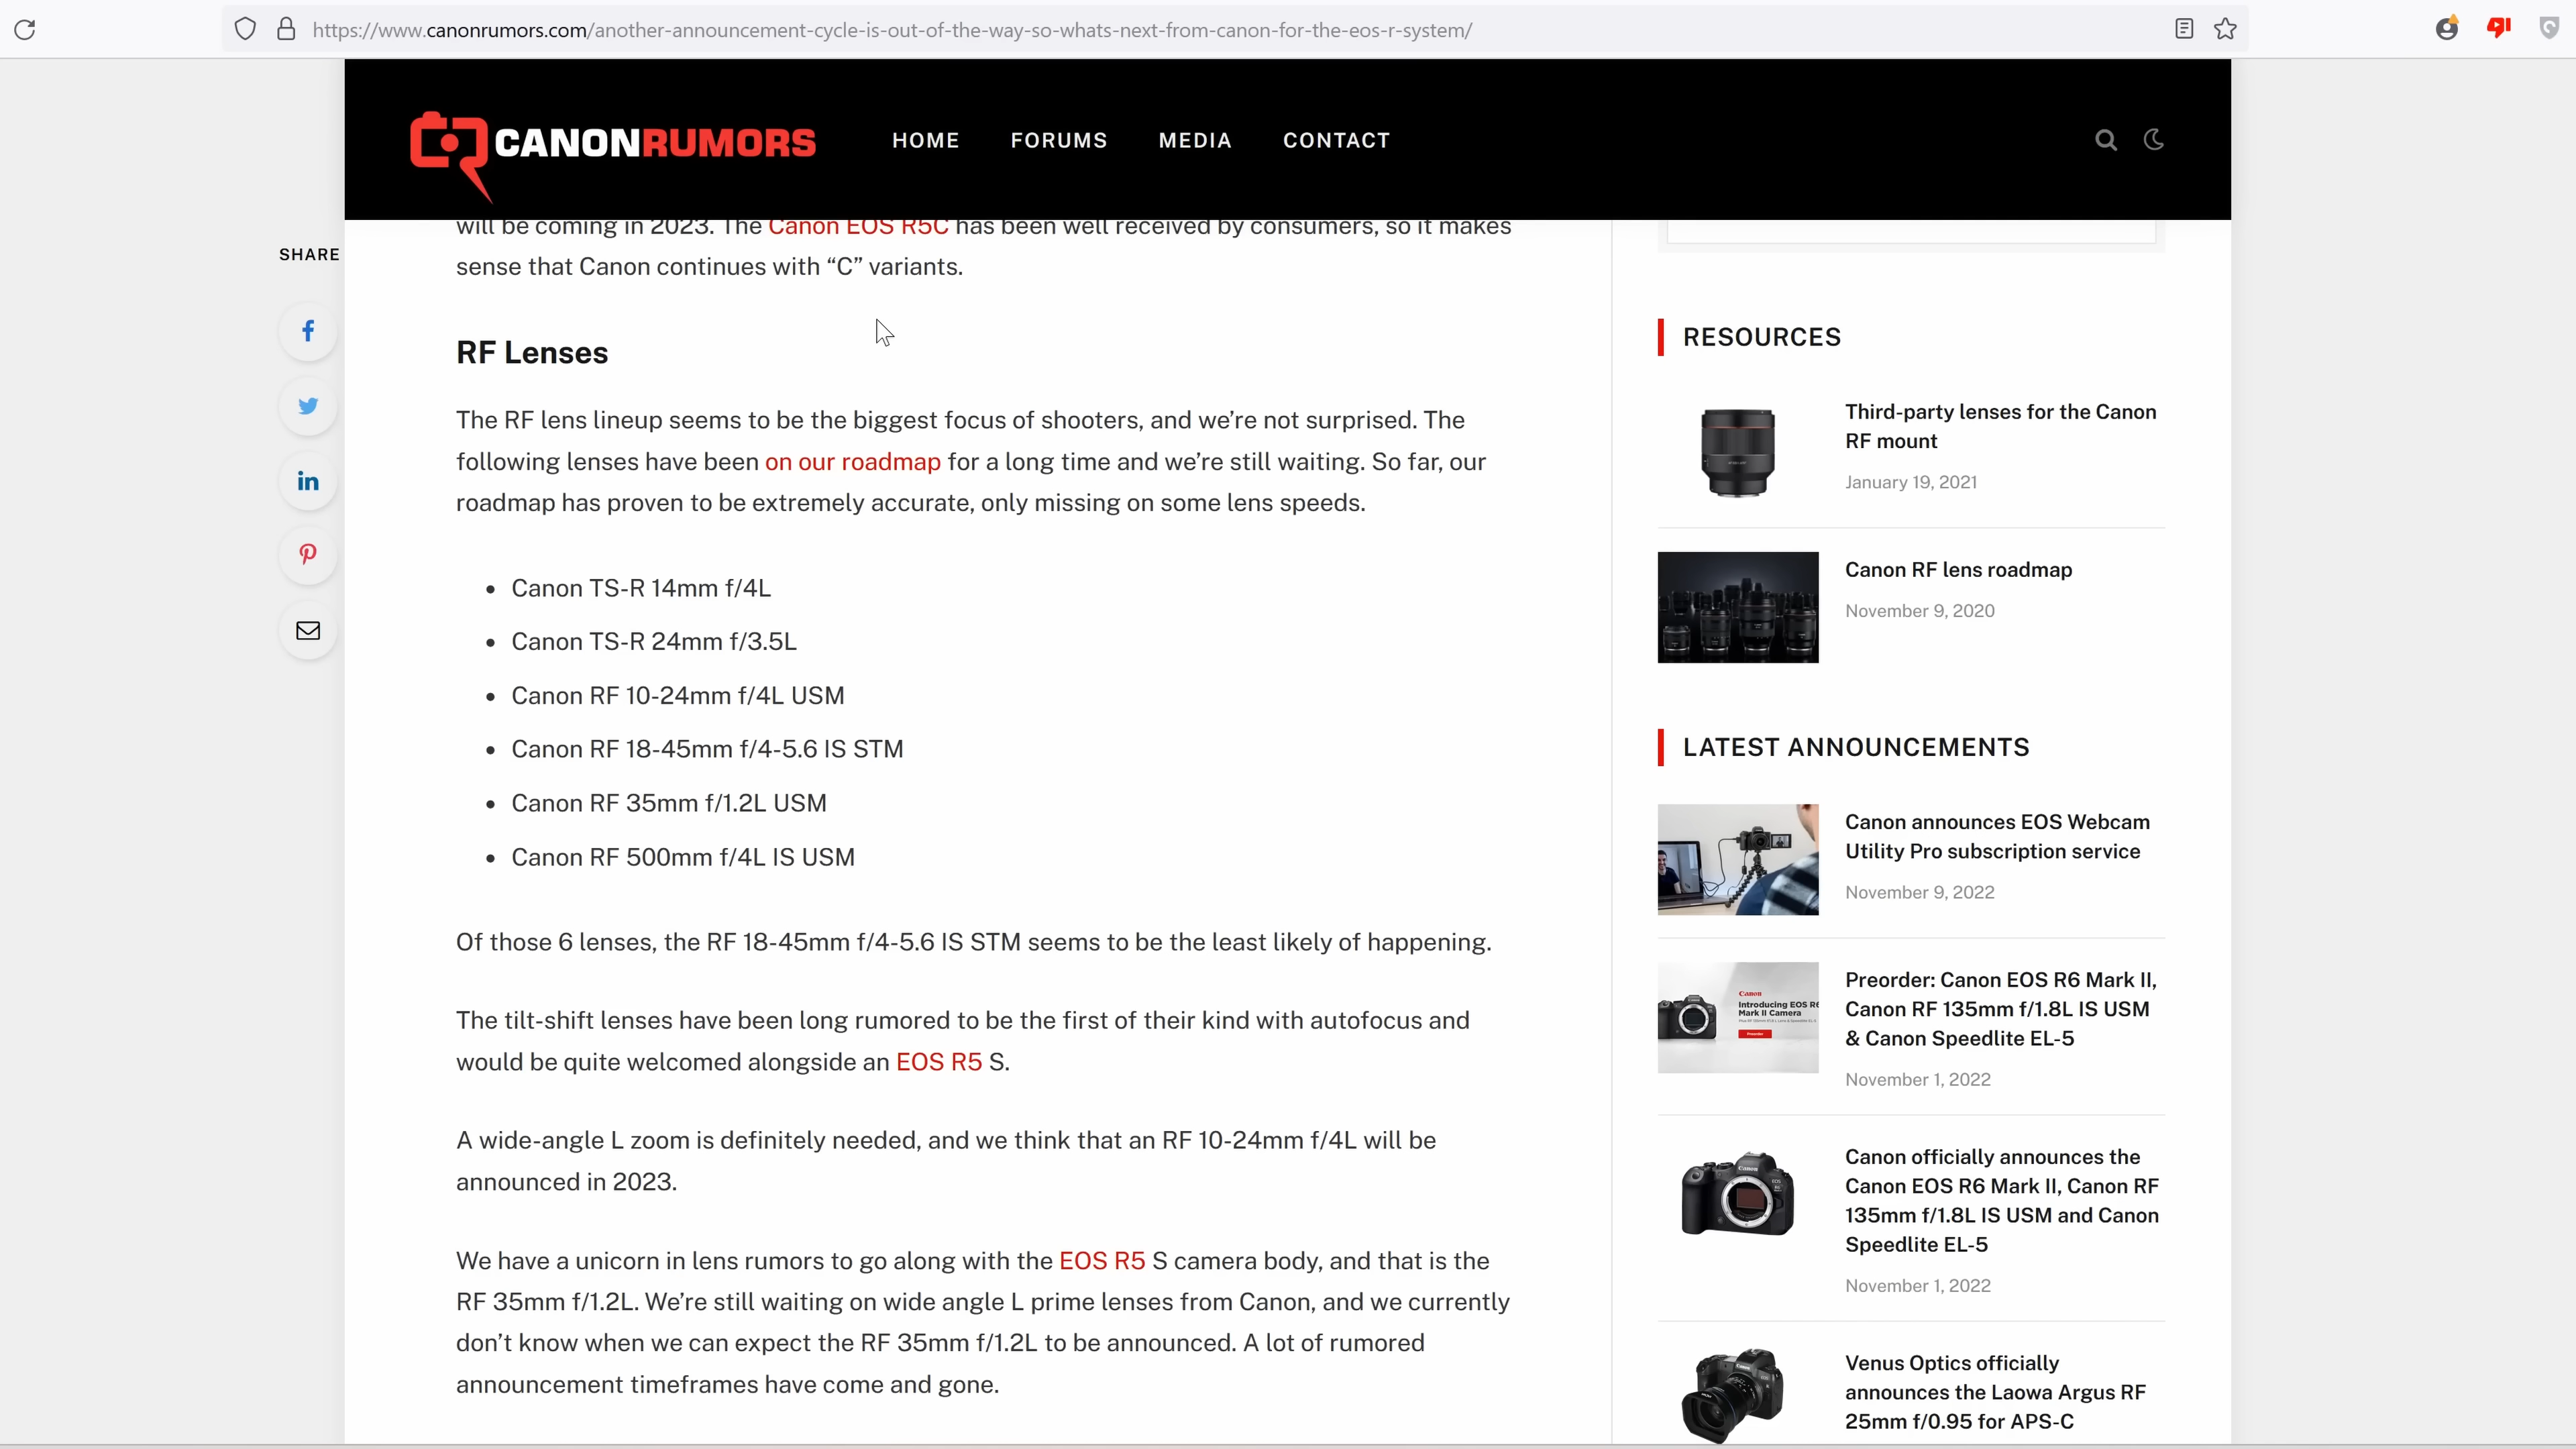 https://www.canonrumors.com/another-announcement-cycle-is-out-of-the-way-so-whats-next-from-canon-for-the-eos-r-system/
CANONRUMORS
HOME
FORUMS
MEDIA
CONTACT
SHARE
will be coming in 2023. The Canon EOS R5C has been well received by consumers, so it makes
sense that Canon continues with “C” variants.
RF Lenses
The RF lens lineup seems to be the biggest focus of shooters, and we’re not surprised. The
following lenses have been on our roadmap for a long time and we’re still waiting. So far, our
roadmap has proven to be extremely accurate, only missing on some lens speeds.
• Canon TS-R 14mm f/4L
• Canon TS-R 24mm f/3.5L
• Canon RF 10-24mm f/4L USM
• Canon RF 18-45mm f/4-5.6 IS STM
• Canon RF 35mm f/1.2L USM
• Canon RF 500mm f/4L IS USM
Of those 6 lenses, the RF 18-45mm f/4-5.6 IS STM seems to be the least likely of happening.
The tilt-shift lenses have been long rumored to be the first of their kind with autofocus and
would be quite welcomed alongside an EOS R5 S.
A wide-angle L zoom is definitely needed, and we think that an RF 10-24mm f/4L will be
announced in 2023.
We have a unicorn in lens rumors to go along with the EOS R5 S camera body, and that is the
RF 35mm f/1.2L. We’re still waiting on wide angle L prime lenses from Canon, and we currently
don’t know when we can expect the RF 35mm f/1.2L to be announced. A lot of rumored
announcement timeframes have come and gone.
RESOURCES
Third-party lenses for the Canon
RF mount
January 19, 2021
Canon RF lens roadmap
November 9, 2020
LATEST ANNOUNCEMENTS
Canon announces EOS Webcam
Utility Pro subscription service
November 9, 2022
Canon
Introducing EOS R6
Mark II Camera
Preorder: Canon EOS R6 Mark II,
Canon RF 135mm f/1.8L IS USM
& Canon Speedlite EL-5
November 1, 2022
Canon officially announces the
Canon EOS R6 Mark II, Canon RF
135mm f/1.8L IS USM and Canon
Speedlite EL-5
November 1, 2022
Venus Optics officially
announces the Laowa Argus RF
25mm f/0.95 for APS-C